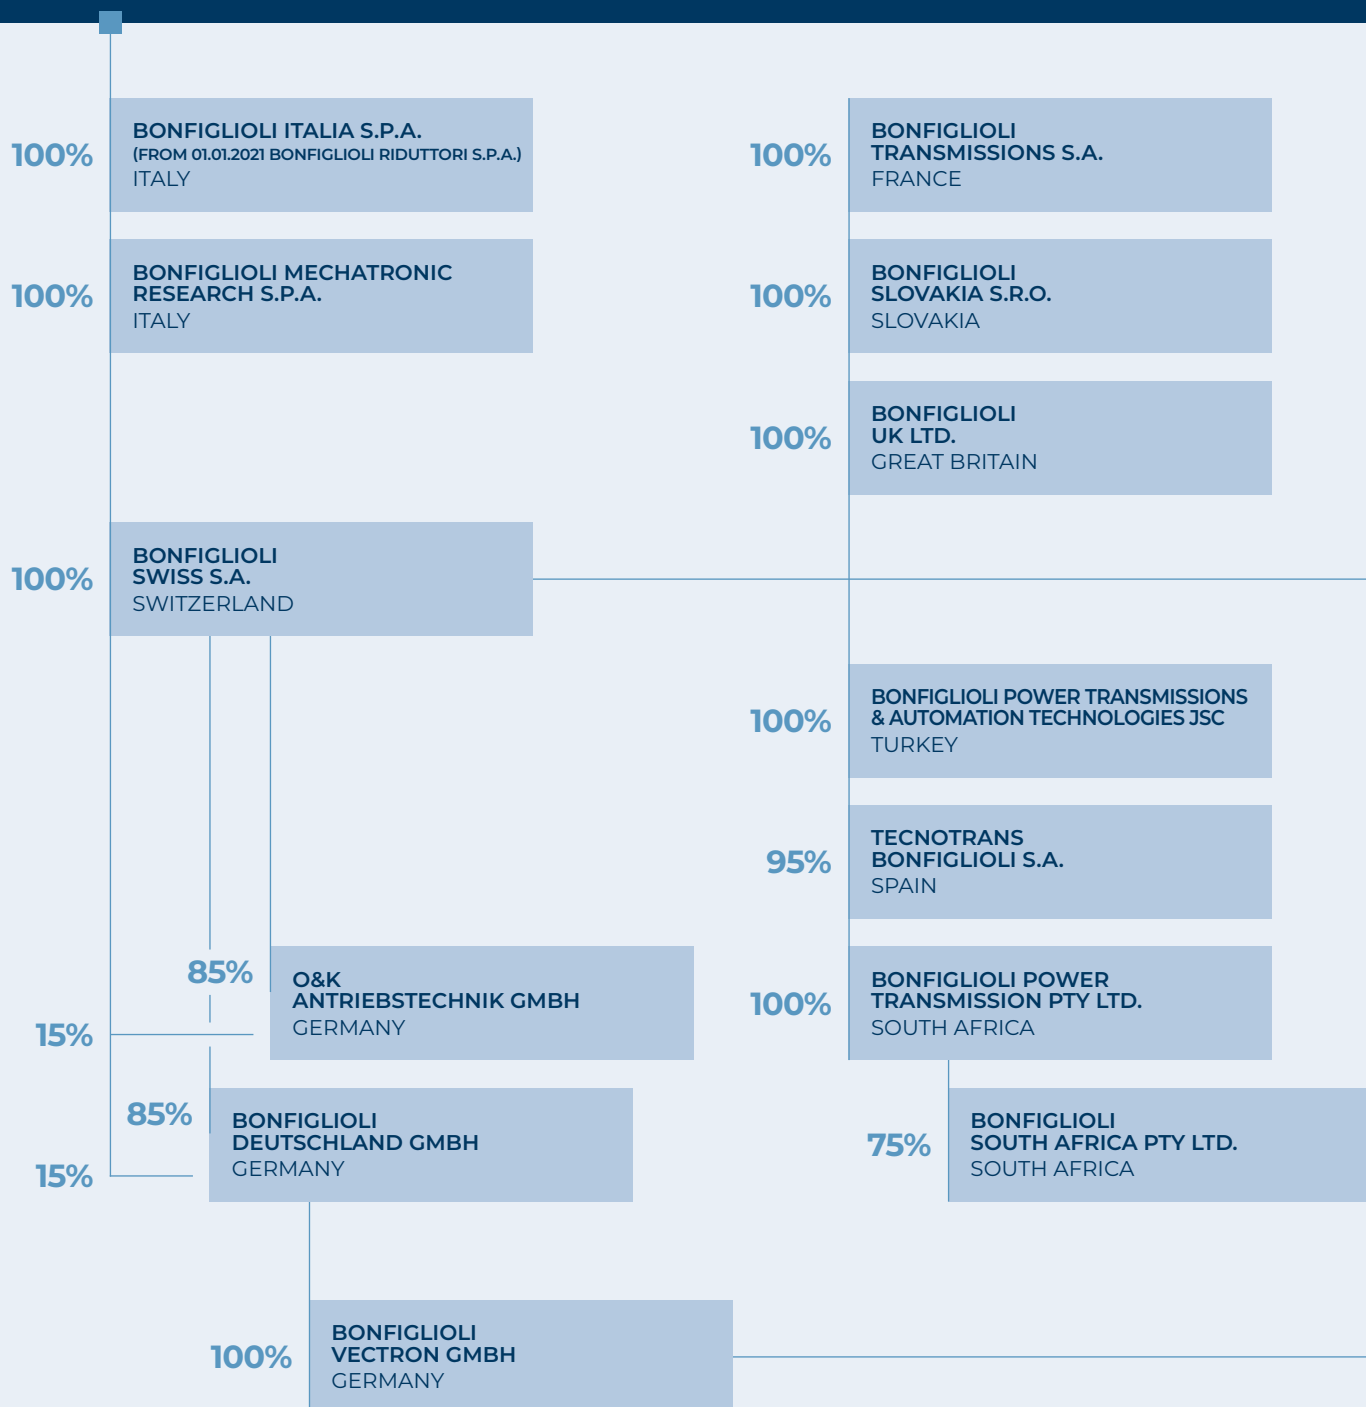 100%
BONFIGLIOLI ITALIA S.P.A.
(FROM 01.01.2021 BONFIGLIOLI RIDUTTORI S.P.A.)
ITALY
100%
BONFIGLIOLI MECHATRONIC
RESEARCH S.P.A.
ITALY
100%
BONFIGLIOLI
SWISS S.A.
SWITZERLAND
85%
15%
O&K
ANTRIEBSTECHNIK GMBH
GERMANY
85%
15%
BONFIGLIOLI
DEUTSCHLAND GMBH
GERMANY
100%
BONFIGLIOLI
VECTRON GMBH
GERMANY
100%
BONFIGLIOLI
TRANSMISSIONS S.A.
FRANCE
100%
BONFIGLIOLI
SLOVAKIA S.R.O.
SLOVAKIA
100%
BONFIGLIOLI
UK LTD.
GREAT BRITAIN
100%
BONFIGLIOLI POWER TRANSMISSIONS
& AUTOMATION TECHNOLOGIES JSC
TURKEY
95%
TECNOTRANS
BONFIGLIOLI S.A.
SPAIN
100%
BONFIGLIOLI POWER
TRANSMISSION PTY LTD.
SOUTH AFRICA
75%
BONFIGLIOLI
SOUTH AFRICA PTY LTD.
SOUTH AFRICA